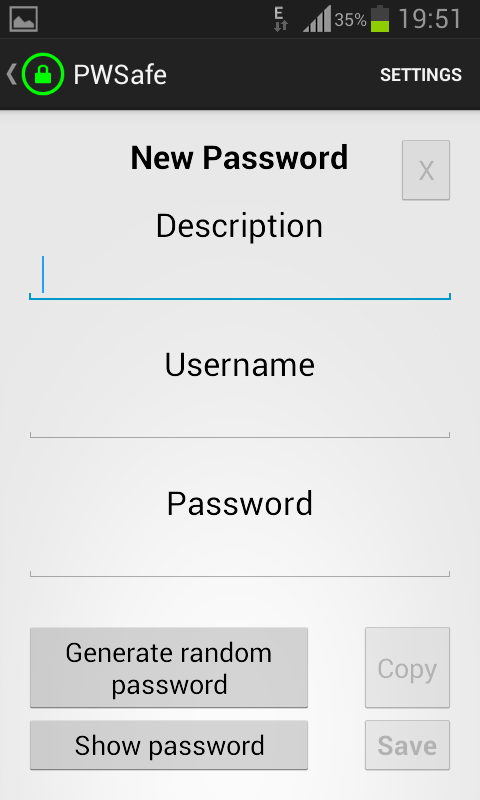 E 35% 19:51
PWSafe SETTINGS
New Password X
Description
Username
Password
Generate random
password
Copy
Show password Save